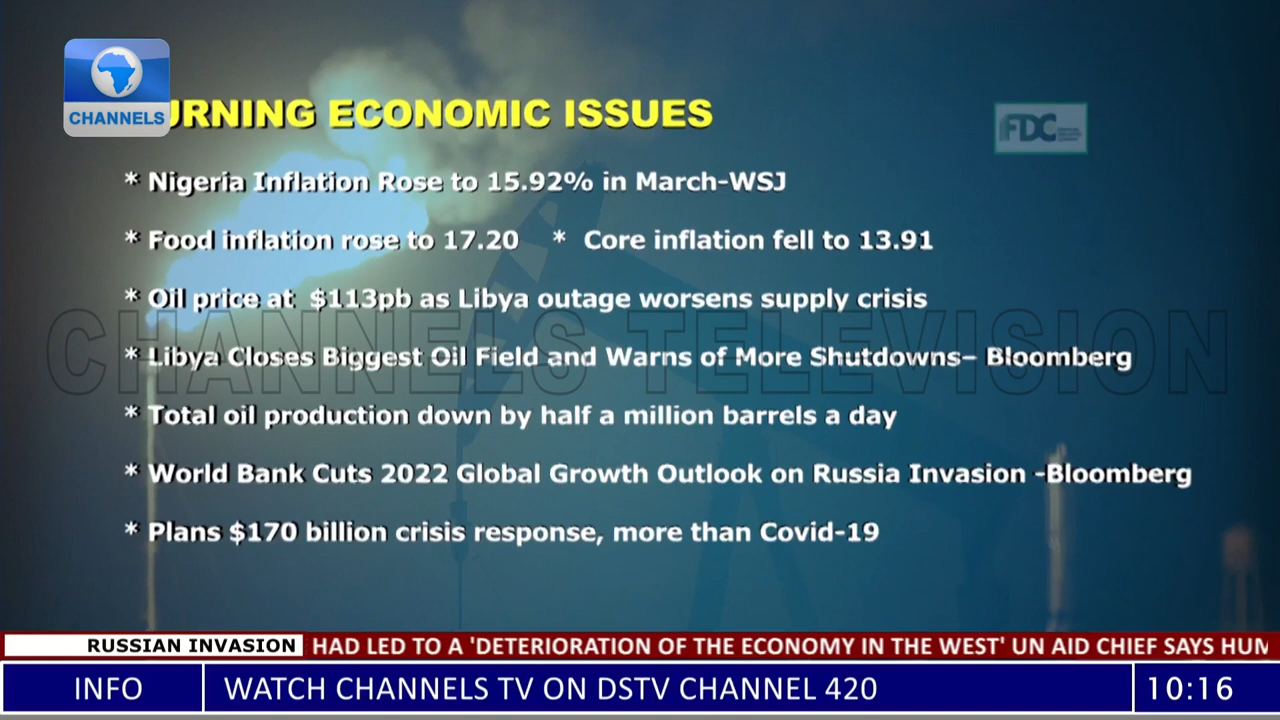 CHANNELS
URNING ECONOMIC ISSUES
FDC
* Nigeria Inflation Rose to 15.92% in March-WSJ
* Food inflation rose to 17.20 * Core inflation fell to 13.91
* Oil price at $113pb as Libya outage worsens supply crisis
CHANNELS TELEVISION
* Libya Closes Biggest Oil Field and Warns of More Shutdowns– Bloomberg
* Total oil production down by half a million barrels a day
* World Bank Cuts 2022 Global Growth Outlook on Russia Invasion -Bloomberg
* Plans $170 billion crisis response, more than Covid-19
RUSSIAN INVASION HAD LED TO A 'DETERIORATION OF THE ECONOMY IN THE WEST' UN AID CHIEF SAYS HUM
INFO WATCH CHANNELS TV ON DSTV CHANNEL 420 10:16